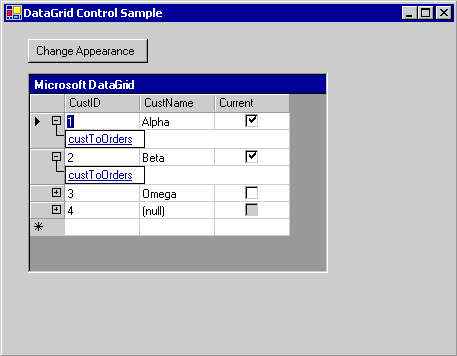 DataGrid Control Sample
Change Appearance
Microsoft DataGrid
CustID CustName Current
1 Alpha
custToOrders
2 Beta
custToOrders
3 Omega
4 (null)